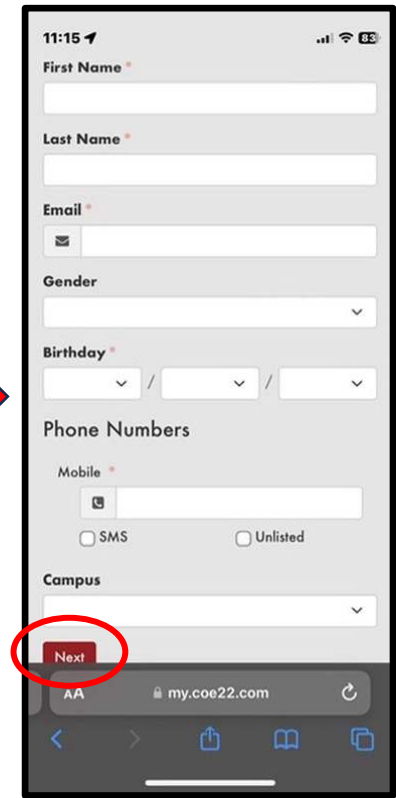 11:15
83
First Name *
Last Name *
Email *
Gender
Birthday *
/ /
Phone Numbers
Mobile *
SMS Unlisted
Campus
Next
AA my.coe22.com